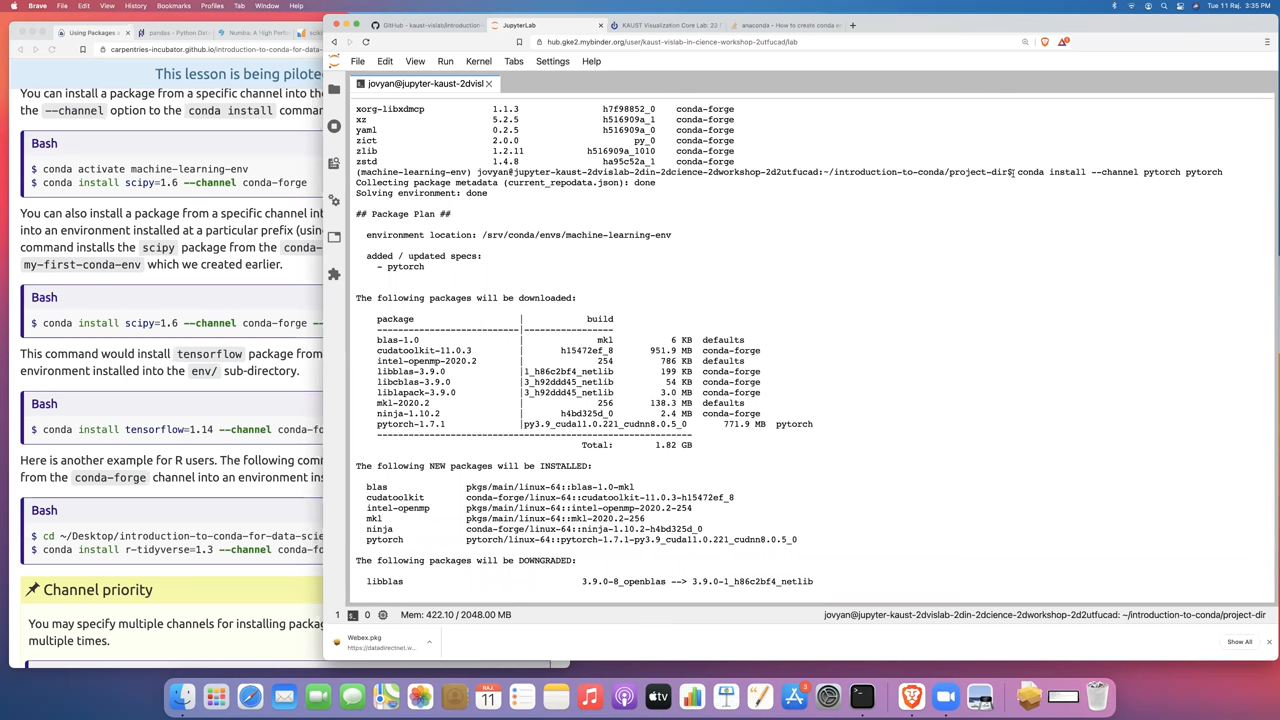 Brave File Edit View History Bookmarks Profiles Tab Window Help
Tue 11 Raj, 3:35 PM
Using Packages a
pandas - Python Data
Numba: A High Perfor
carpentries-incubator.github.io/introduction-to-conda-for-data-
This lesson is being pilote
You can install a package from a specific channel into the
the --channel option to the conda install comman
Bash
$ conda activate machine-learning-env
$ conda install scipy=1.6 --channel conda-forge
You can also install a package from a specific channel int
into an environment installed at a particular prefix (using
command installs the scipy package from the conda-
my-first-conda-env which we created earlier.
Bash
$ conda install scipy=1.6 --channel conda-forge --
This command would install tensorflow package from
environment installed into the env/ sub-directory.
Bash
$ conda install tensorflow=1.14 --channel conda-fo
Here is another example for R users. The following comm
from the conda-forge channel into an environment ins
Bash
$ cd ~/Desktop/introduction-to-conda-for-data-scie
$ conda install r-tidyverse=1.3 --channel conda-fo
Channel priority
You may specify multiple channels for installing packag
multiple times.
GitHub - kaust-vislab/introduction
JupyterLab
KAUST Visualization Core Lab: 23
anaconda - How to create conda e
hub.gke2.mybinder.org/user/kaust-vislab-in-cience-workshop-2utfucad/lab
File Edit View Run Kernel Tabs Settings Help
jovyan@jupyter-kaust-2dvisl
xorg-libxdmcp 1.1.3 h7f98852_0 conda-forge
xz 5.2.5 h516909a_1 conda-forge
yaml 0.2.5 h516909a_0 conda-forge
zict 2.0.0 py_0 conda-forge
zlib 1.2.11 h516909a_1010 conda-forge
zstd 1.4.8 ha95c52a_1 conda-forge
(machine-learning-env) jovyan@jupyter-kaust-2dvislab-2din-2dcience-2dworkshop-2d2utfucad:~/introduction-to-conda/project-dir$ conda install --channel pytorch pytorch
Collecting package metadata (current_repodata.json): done
Solving environment: done
## Package Plan ##
environment location: /srv/conda/envs/machine-learning-env
added / updated specs:
- pytorch
The following packages will be downloaded:
package | build
---------------------------|-----------------
blas-1.0 | mkl 6 KB defaults
cudatoolkit-11.0.3 | h15472ef_8 951.9 MB conda-forge
intel-openmp-2020.2 | 254 786 KB defaults
libblas-3.9.0 |1_h86c2bf4_netlib 199 KB conda-forge
libcblas-3.9.0 |3_h92ddd45_netlib 54 KB conda-forge
liblapack-3.9.0 |3_h92ddd45_netlib 3.0 MB conda-forge
mkl-2020.2 | 256 138.3 MB defaults
ninja-1.10.2 | h4bd325d_0 2.4 MB conda-forge
pytorch-1.7.1 |py3.9_cuda11.0.221_cudnn8.0.5_0 771.9 MB pytorch
------------------------------------------------------------
Total: 1.82 GB
The following NEW packages will be INSTALLED:
blas pkgs/main/linux-64::blas-1.0-mkl
cudatoolkit conda-forge/linux-64::cudatoolkit-11.0.3-h15472ef_8
intel-openmp pkgs/main/linux-64::intel-openmp-2020.2-254
mkl pkgs/main/linux-64::mkl-2020.2-256
ninja conda-forge/linux-64::ninja-1.10.2-h4bd325d_0
pytorch pytorch/linux-64::pytorch-1.7.1-py3.9_cuda11.0.221_cudnn8.0.5_0
The following packages will be DOWNGRADED:
libblas 3.9.0-8_openblas --> 3.9.0-1_h86c2bf4_netlib
1 0 Mem: 422.10 / 2048.00 MB
jovyan@jupyter-kaust-2dvislab-2din-2dcience-2dworkshop-2d2utfucad: ~/introduction-to-conda/project-dir
Webex.pkg
https://datadirectnet.w...
Show All
RAJ.
11
tv
3